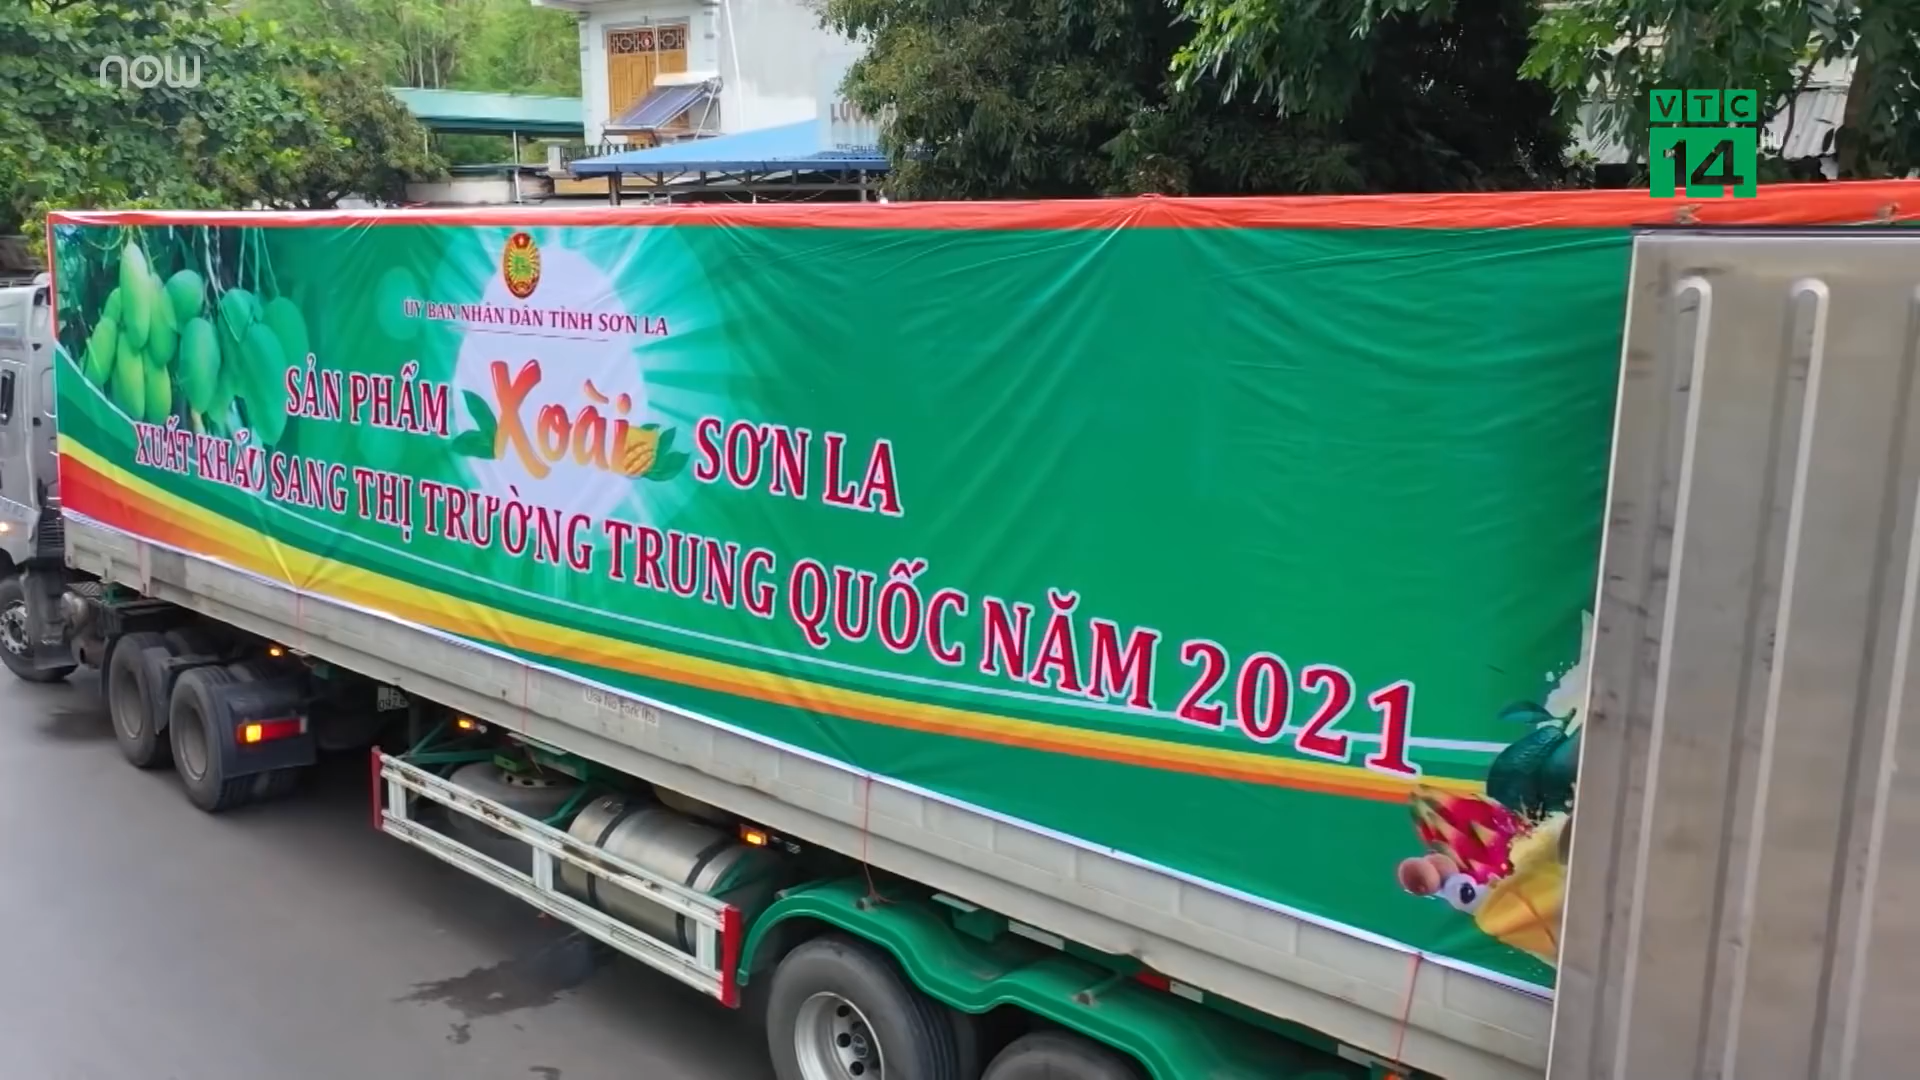 now
VTC
14
ỦY BAN NHÂN DÂN TỈNH SƠN LA
SẢN PHẨM Xoài SƠN LA
XUẤT KHẨU SANG THỊ TRƯỜNG TRUNG QUỐC NĂM 2021